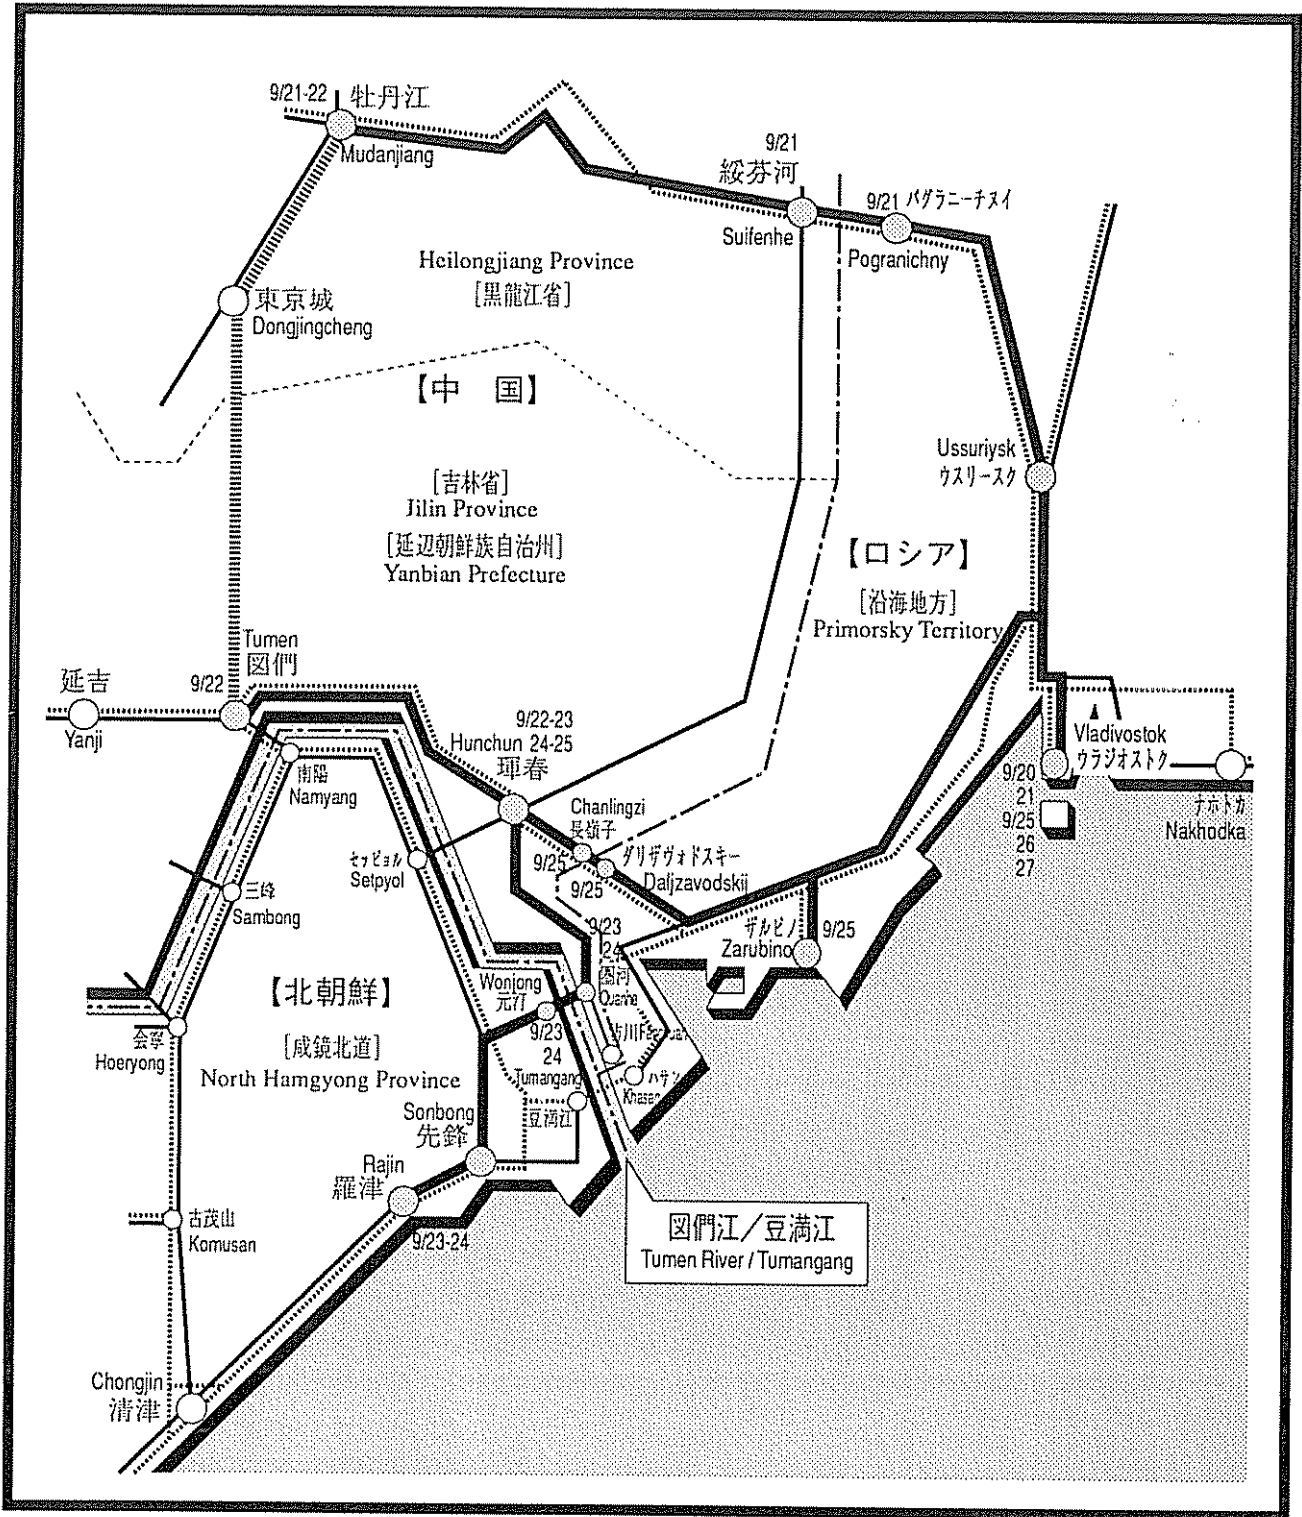 9/21-22
牡丹江
Mudanjiang
9/21
綏芬河
Suifenhe
9/21 パグラニーチヌイ
Pogranichny
Heilongjiang Province
[黒龍江省]
東京城
Dongjingcheng
【中 国】
[吉林省]
Jilin Province
[延辺朝鮮族自治州]
Yanbian Prefecture
Ussuriysk
ウスリースク
【ロシア】
[沿海地方]
Primorsky Territory
Tumen
図們
9/22
延吉
Yanji
9/22-23
Hunchun 24-25
琿春
南陽
Namyang
Vladivostok
ウラジオストク
9/20
21
9/25
26
27
ナホトカ
Nakhodka
Chanlingzi
長嶺子
9/25
9/25
ダリザヴォドスキー
Daljzavodskij
セッピョル
Setpyol
三峰
Sambong
ザルビノ
Zarubino
9/25
9/23
24
圏河
Quanhe
Wonjong
元汀
9/23
24
【北朝鮮】
[咸鏡北道]
North Hamgyong Province
会寧
Hoeryong
ハサン
Khasan
Tumangang
豆満江
Sonbong
先鋒
Rajin
羅津
9/23-24
古茂山
Komusan
図們江／豆満江
Tumen River / Tumangang
Chongjin
清津